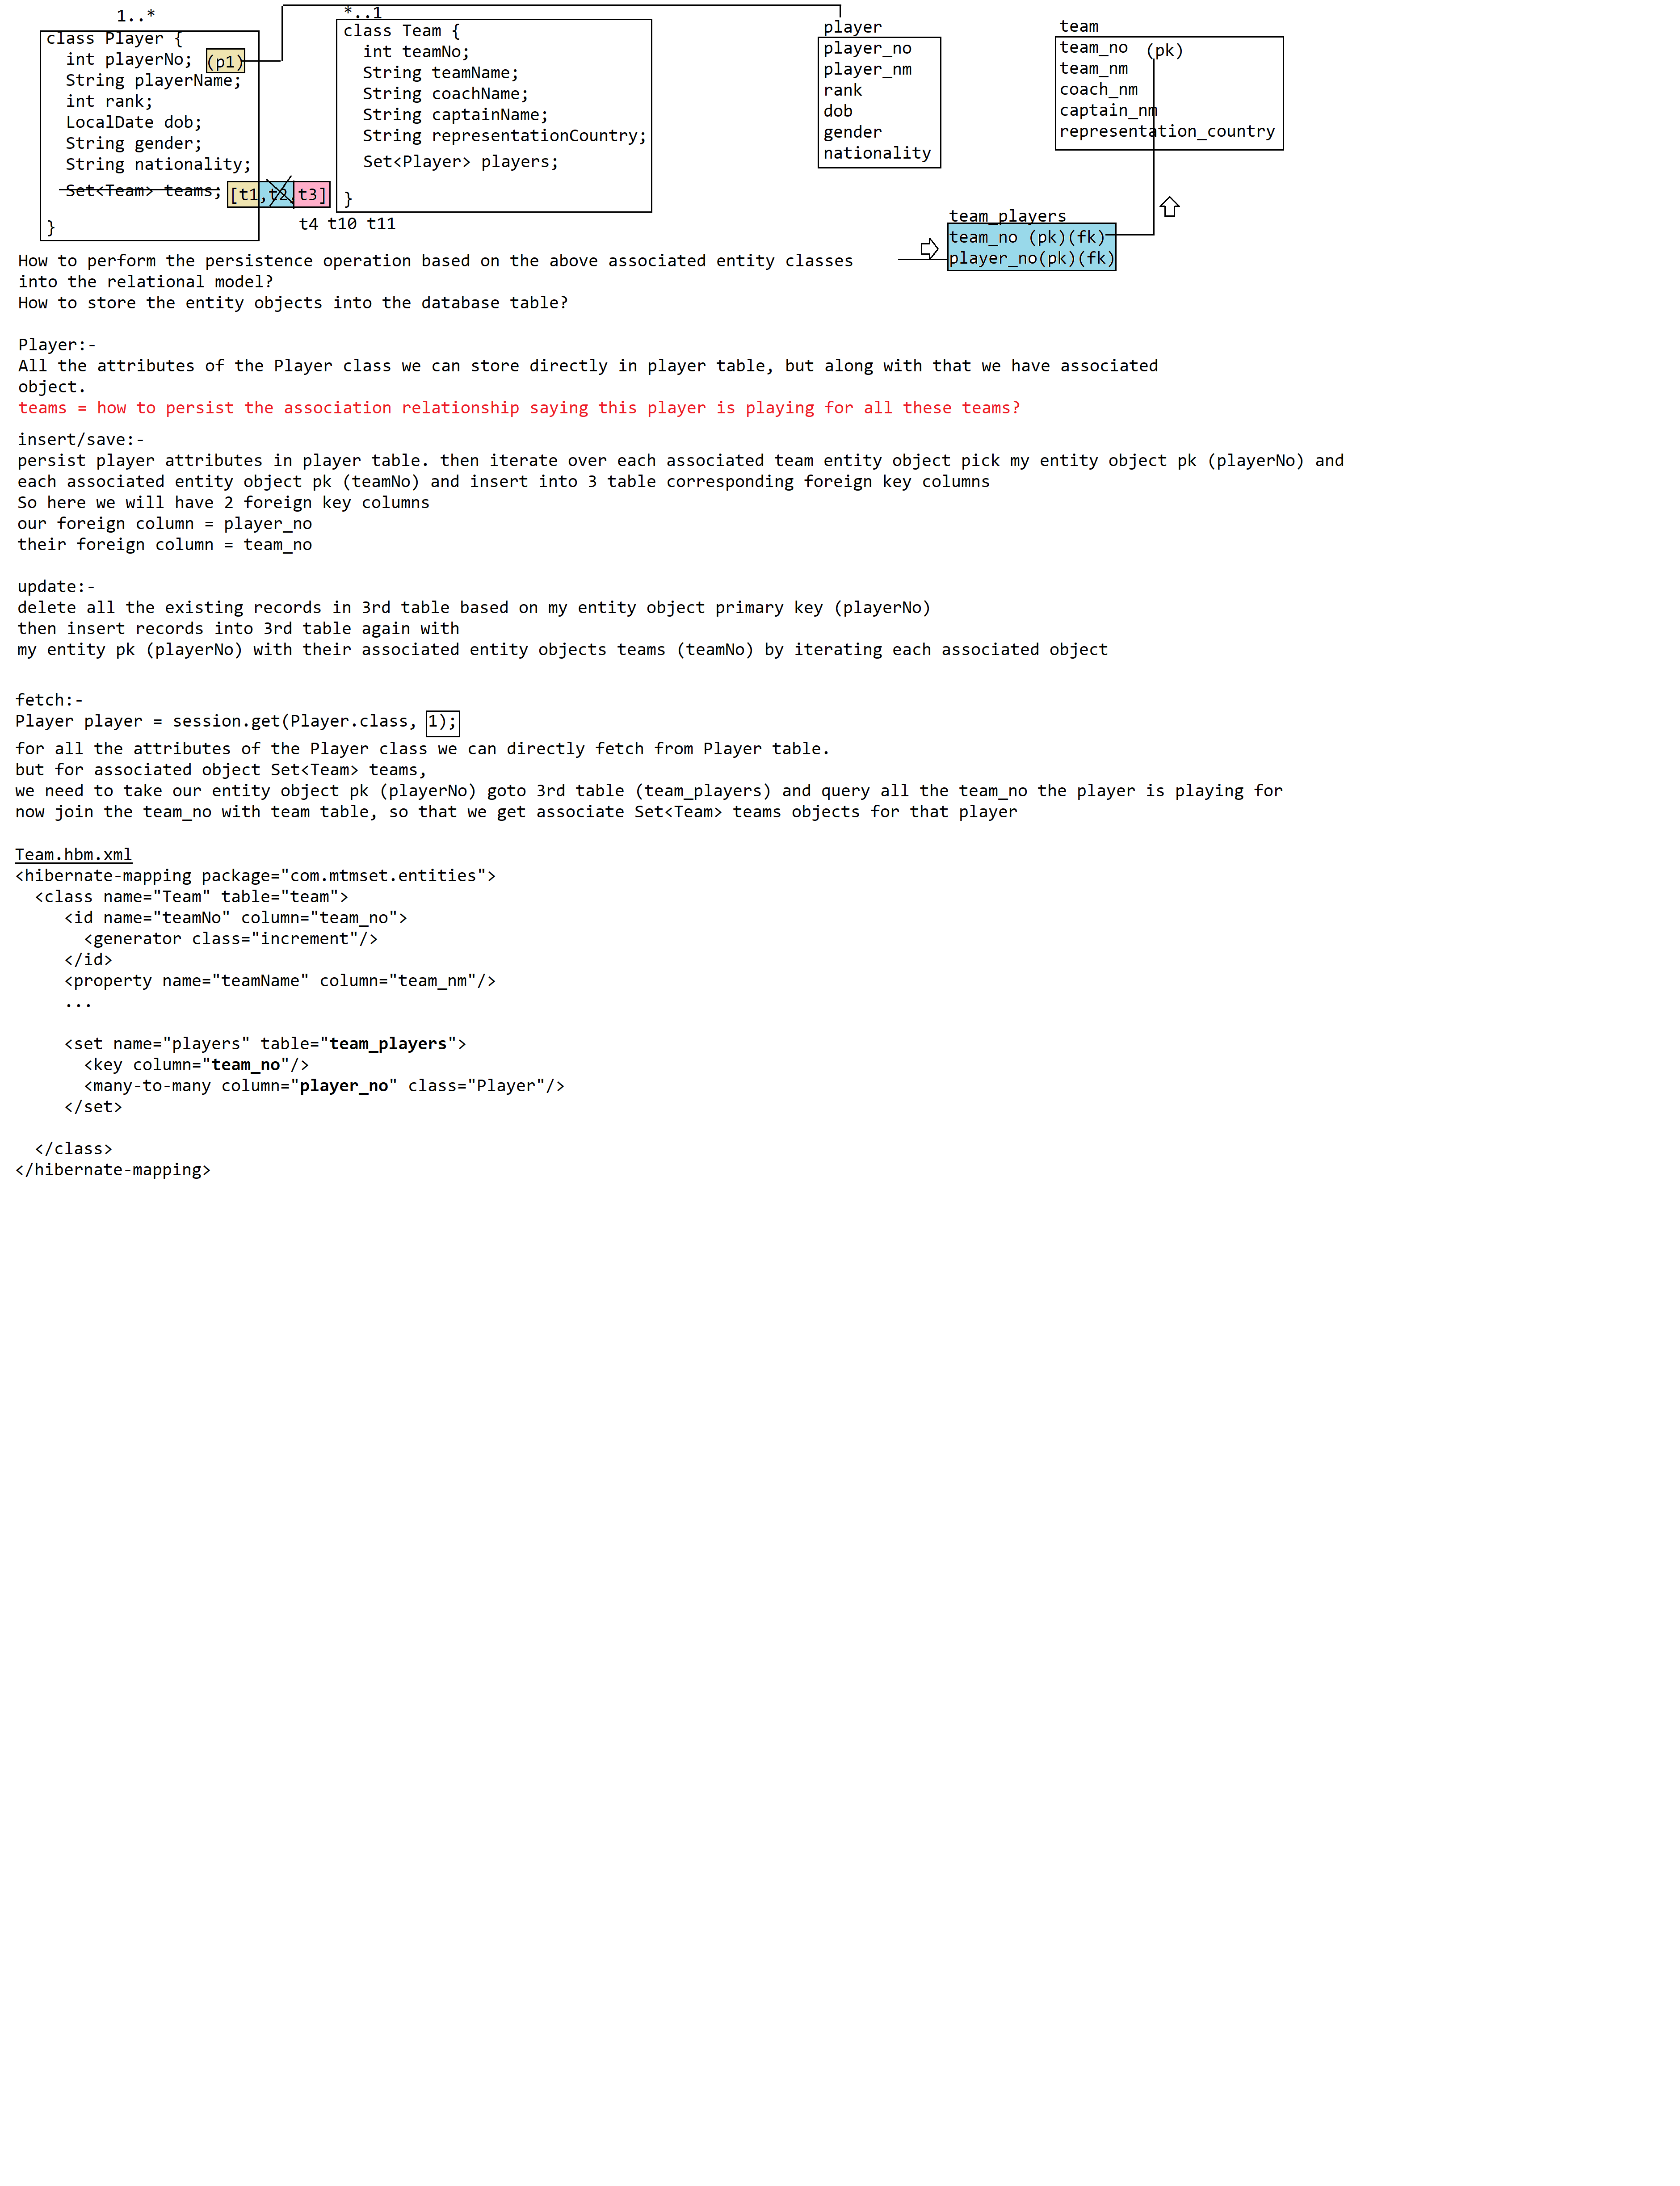 1..*
class Player {
int playerNo; (p1)
String playerName;
int rank;
LocalDate dob;
String gender;
String nationality;
Set<Team> teams; [t1,t2,t3]
}
*..1
class Team {
int teamNo;
String teamName;
String coachName;
String captainName;
String representationCountry;
Set<Player> players;
}
t4 t10 t11
player
player_no
player_nm
rank
dob
gender
nationality
team
team_no (pk)
team_nm
coach_nm
captain_nm
representation_country
team_players
team_no (pk)(fk)
player_no(pk)(fk)
How to perform the persistence operation based on the above associated entity classes
into the relational model?
How to store the entity objects into the database table?
Player:-
All the attributes of the Player class we can store directly in player table, but along with that we have associated
object.
teams = how to persist the association relationship saying this player is playing for all these teams?
insert/save:-
persist player attributes in player table. then iterate over each associated team entity object pick my entity object pk (playerNo) and
each associated entity object pk (teamNo) and insert into 3 table corresponding foreign key columns
So here we will have 2 foreign key columns
our foreign column = player_no
their foreign column = team_no
update:-
delete all the existing records in 3rd table based on my entity object primary key (playerNo)
then insert records into 3rd table again with
my entity pk (playerNo) with their associated entity objects teams (teamNo) by iterating each associated object
fetch:-
Player player = session.get(Player.class, 1);
for all the attributes of the Player class we can directly fetch from Player table.
but for associated object Set<Team> teams,
we need to take our entity object pk (playerNo) goto 3rd table (team_players) and query all the team_no the player is playing for
now join the team_no with team table, so that we get associate Set<Team> teams objects for that player
Team.hbm.xml
<hibernate-mapping package="com.mtmset.entities">
<class name="Team" table="team">
<id name="teamNo" column="team_no">
<generator class="increment"/>
</id>
<property name="teamName" column="team_nm"/>
...
<set name="players" table="team_players">
<key column="team_no"/>
<many-to-many column="player_no" class="Player"/>
</set>
</class>
</hibernate-mapping>